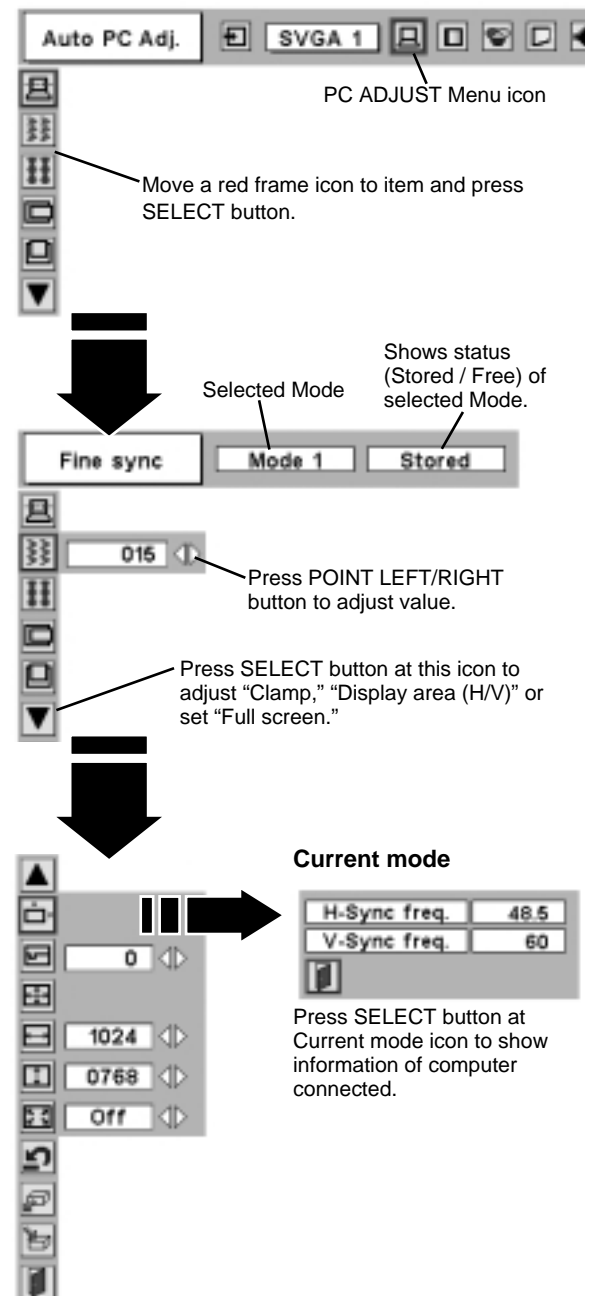 Auto PC Adj.
SVGA 1
PC ADJUST Menu icon
Move a red frame icon to item and press
SELECT button.
Shows status
(Stored / Free) of
selected Mode.
Selected Mode
Fine sync
Mode 1
Stored
015
Press POINT LEFT/RIGHT
button to adjust value.
Press SELECT button at this icon to
adjust “Clamp,” “Display area (H/V)” or
set “Full screen.”
Current mode
H-Sync freq. 48.5
V-Sync freq. 60
0
1024
0768
Off
Press SELECT button at
Current mode icon to show
information of computer
connected.